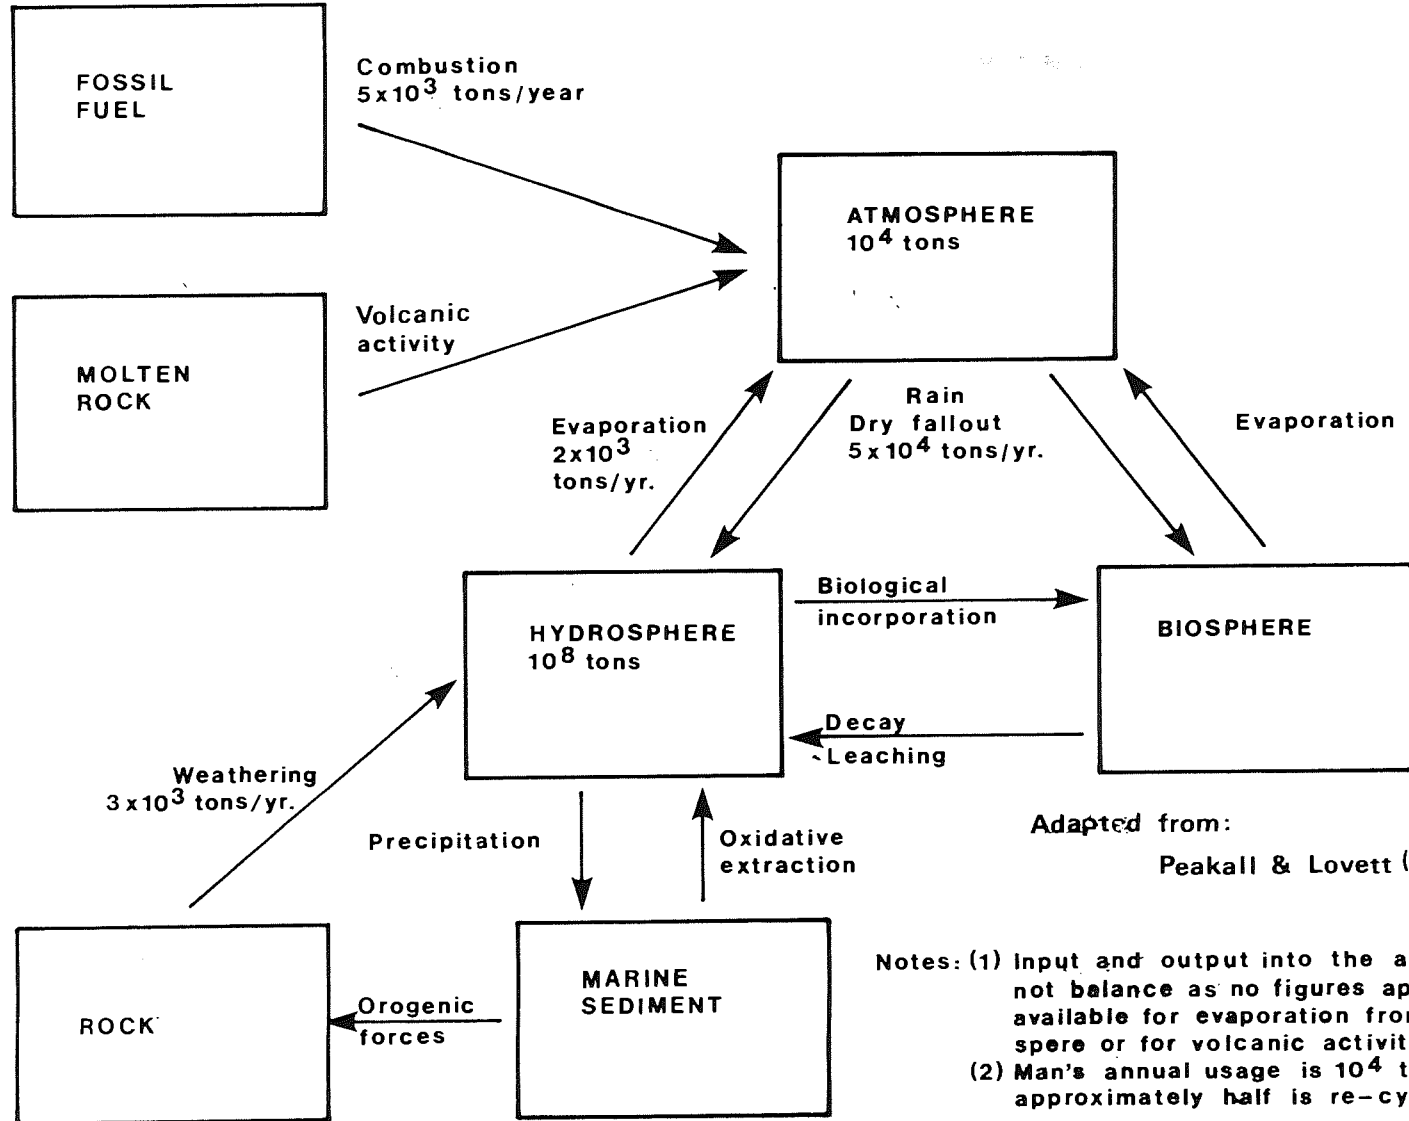 FOSSIL
FUEL
Combustion
5x10³ tons/year
ATMOSPHERE
10⁴ tons
MOLTEN
ROCK
Volcanic
activity
Evaporation
2x10³
tons/yr.
Rain
Dry fallout
5x10⁴ tons/yr.
Evaporation
HYDROSPHERE
10⁸ tons
Biological
incorporation
BIOSPHERE
Decay
Leaching
Weathering
3x10³ tons/yr.
Precipitation
Oxidative
extraction
Adapted from:
Peakall & Lovett (
ROCK
Orogenic
forces
MARINE
SEDIMENT
Notes: (1) Input and output into the a
not balance as no figures ap
available for evaporation from
spere or for volcanic activit
(2) Man's annual usage is 10⁴ t
approximately half is re-cy